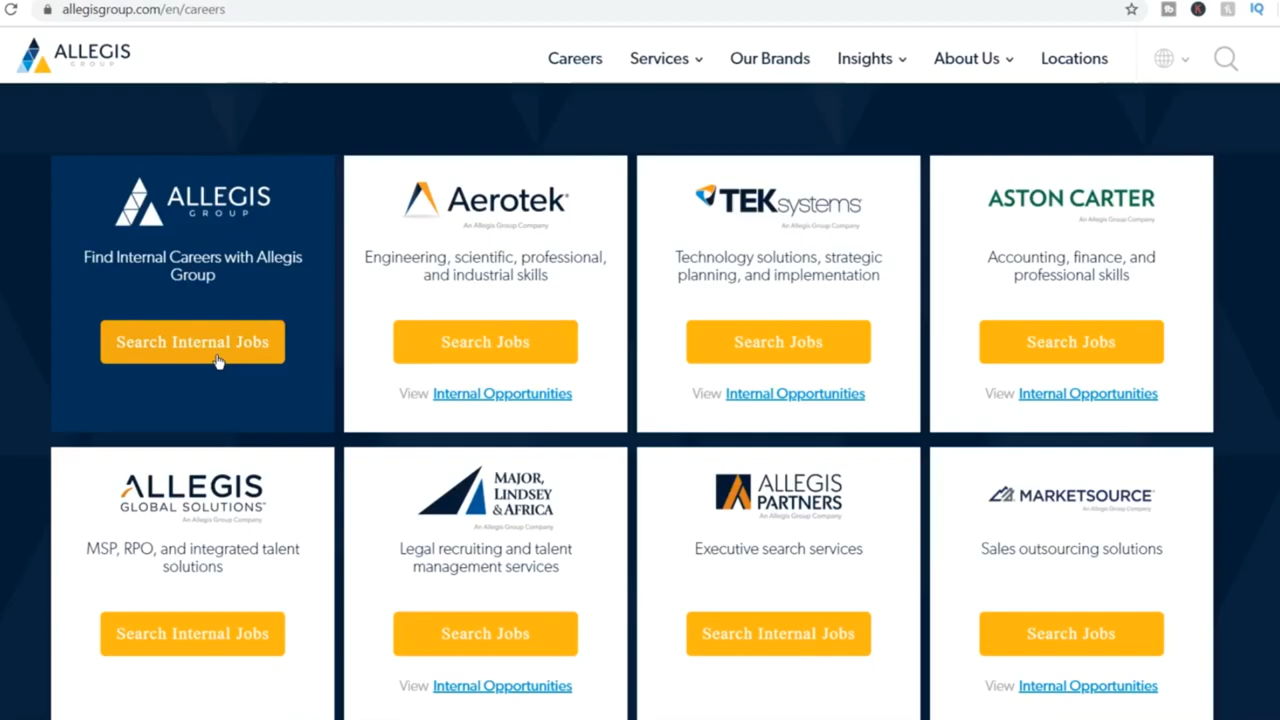 allegisgroup.com/en/careers
ALLEGIS
GROUP
Careers
Services
Our Brands
Insights
About Us
Locations
ALLEGIS
GROUP
Find Internal Careers with Allegis
Group
Search Internal Jobs
Aerotek®
An Allegis Group Company
Engineering, scientific, professional,
and industrial skills
Search Jobs
View Internal Opportunities
TEKsystems
An Allegis Group Company
Technology solutions, strategic
planning, and implementation
Search Jobs
View Internal Opportunities
ASTON CARTER
An Allegis Group Company
Accounting, finance, and
professional skills
Search Jobs
View Internal Opportunities
ALLEGIS
GLOBAL SOLUTIONS
An Allegis Group Company
MSP, RPO, and integrated talent
solutions
Search Internal Jobs
MAJOR,
LINDSEY
& AFRICA
An Allegis Group Company
Legal recruiting and talent
management services
Search Jobs
View Internal Opportunities
ALLEGIS
PARTNERS
An Allegis Group Company
Executive search services
Search Internal Jobs
MARKETSOURCE
An Allegis Group Company
Sales outsourcing solutions
Search Jobs
View Internal Opportunities